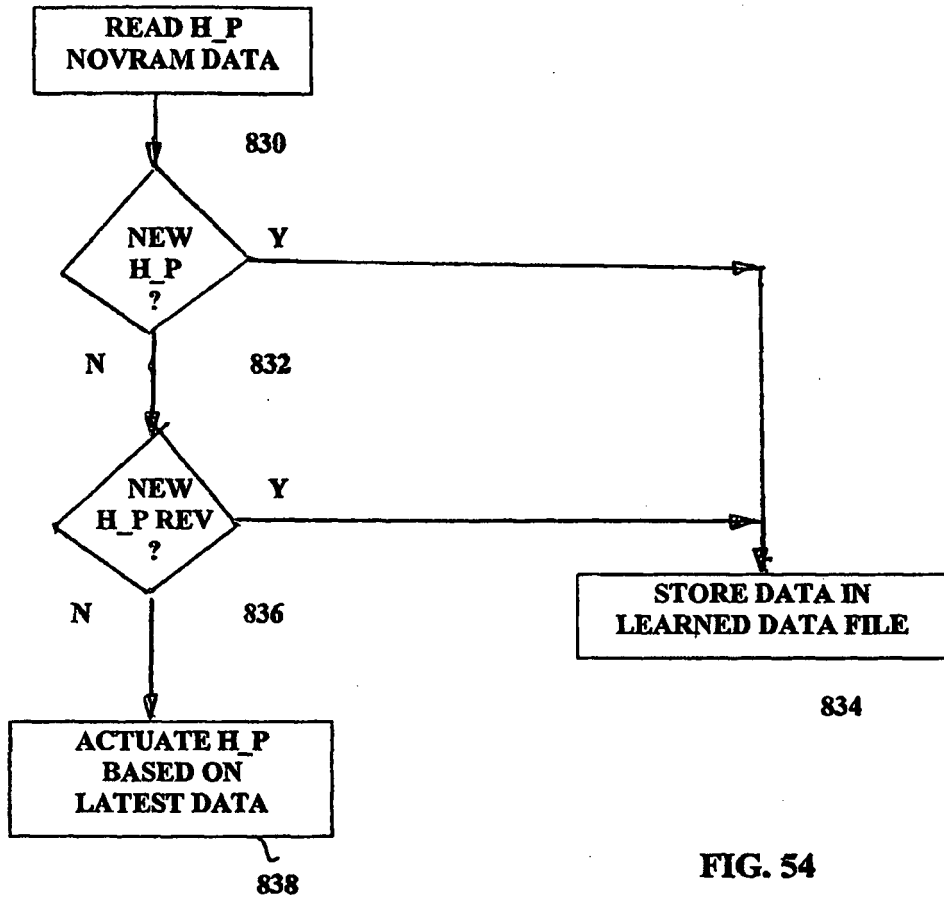 READ H_P
NOVRAM DATA
830
NEW
H_P
?
Y
N
832
NEW
H_P REV
?
Y
N
836
STORE DATA IN
LEARNED DATA FILE
834
ACTUATE H_P
BASED ON
LATEST DATA
838
FIG. 54